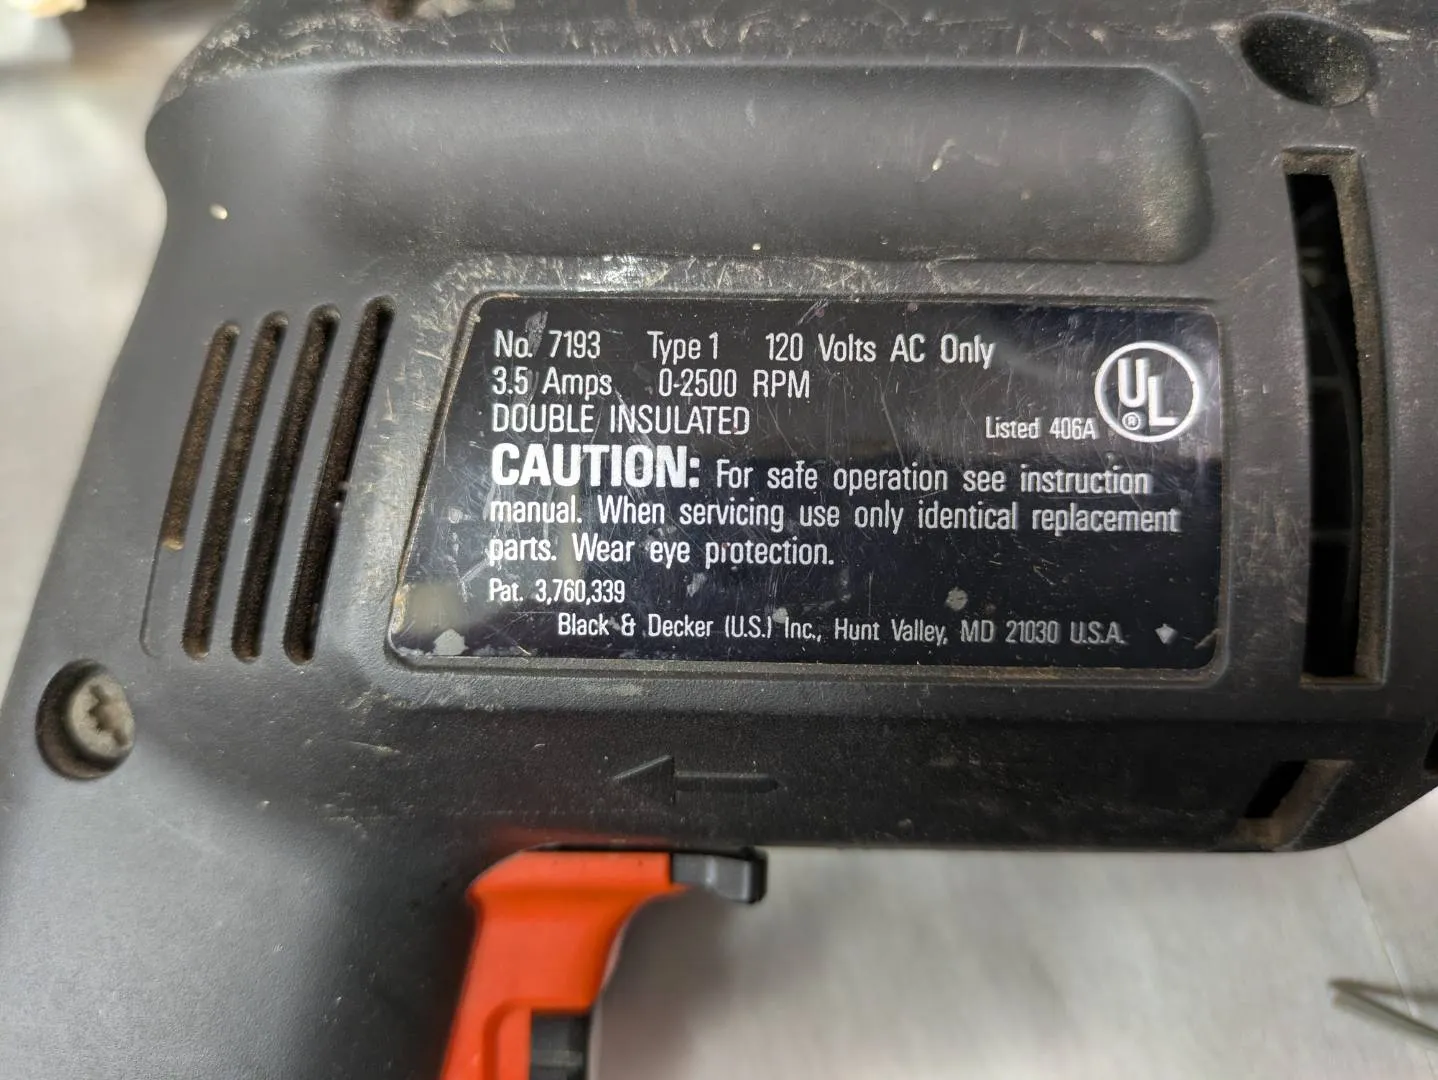 No. 7193 Type 1 120 Volts AC Only
3.5 Amps 0-2500 RPM
DOUBLE INSULATED
Listed 406A
UL
®
CAUTION: For safe operation see instruction
manual. When servicing use only identical replacement
parts. Wear eye protection.
Pat. 3,760,339
Black & Decker (U.S.) Inc., Hunt Valley, MD 21030 U.S.A.